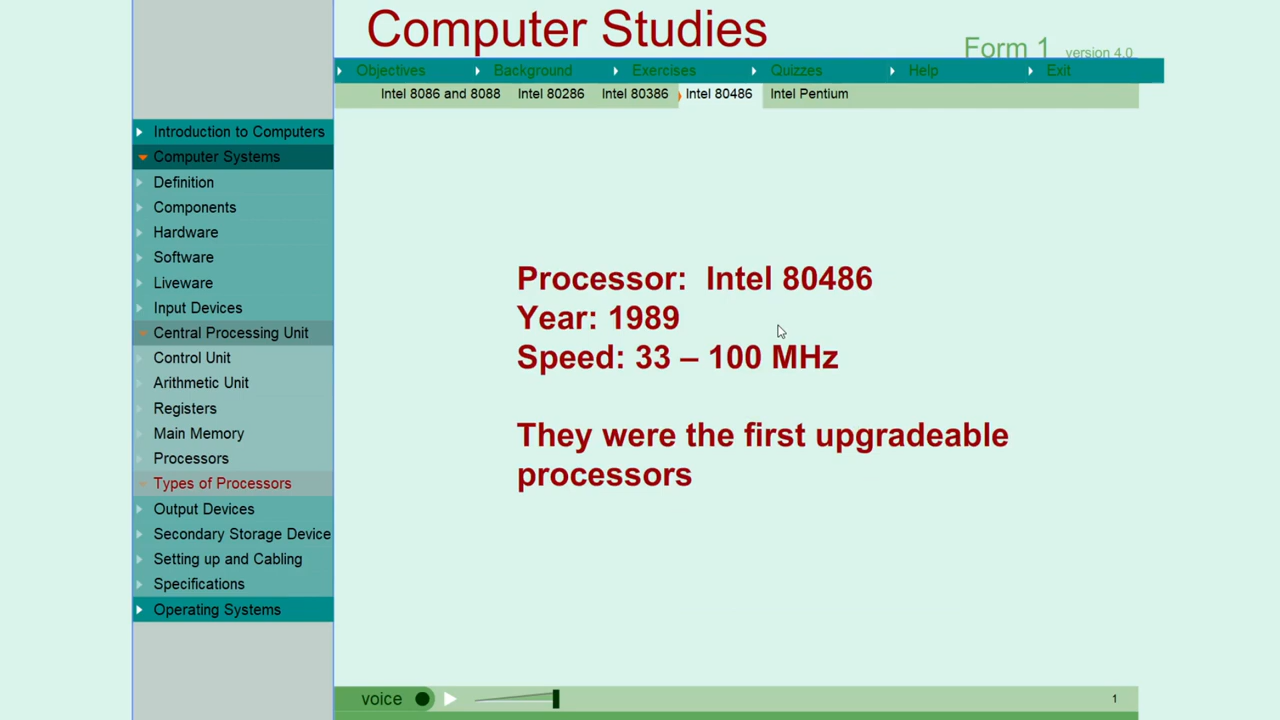 Computer Studies
Form 1 version 4.0
Objectives Background Exercises Quizzes Help Exit
Intel 8086 and 8088 Intel 80286 Intel 80386 Intel 80486 Intel Pentium
Introduction to Computers
Computer Systems
Definition
Components
Hardware
Software
Liveware
Input Devices
Central Processing Unit
Control Unit
Arithmetic Unit
Registers
Main Memory
Processors
Types of Processors
Output Devices
Secondary Storage Device
Setting up and Cabling
Specifications
Operating Systems
Processor: Intel 80486
Year: 1989
Speed: 33 – 100 MHz
They were the first upgradeable
processors
voice
1